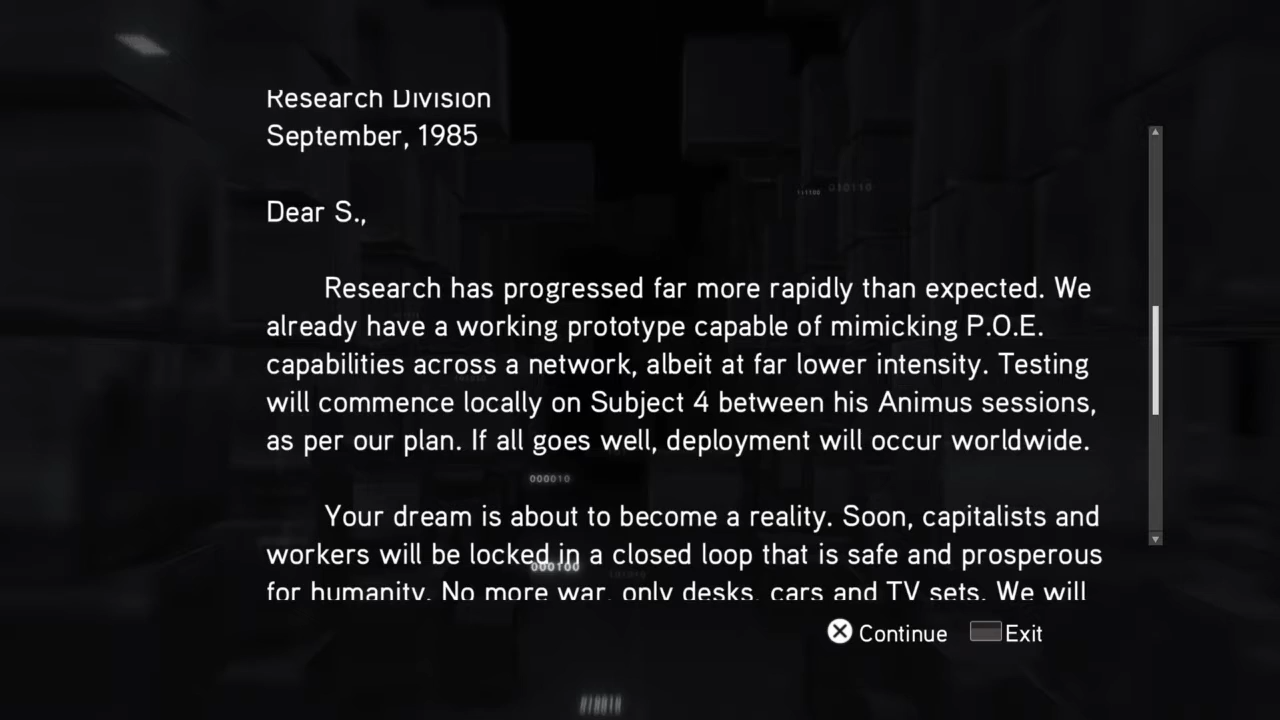 Research Division
September, 1985
Dear S.,
Research has progressed far more rapidly than expected. We
already have a working prototype capable of mimicking P.O.E.
capabilities across a network, albeit at far lower intensity. Testing
will commence locally on Subject 4 between his Animus sessions,
as per our plan. If all goes well, deployment will occur worldwide.
000010
Your dream is about to become a reality. Soon, capitalists and
workers will be locked in a closed loop that is safe and prosperous
000100
for humanity. No more war, only desks, cars and TV sets. We will
Continue
Exit
010110